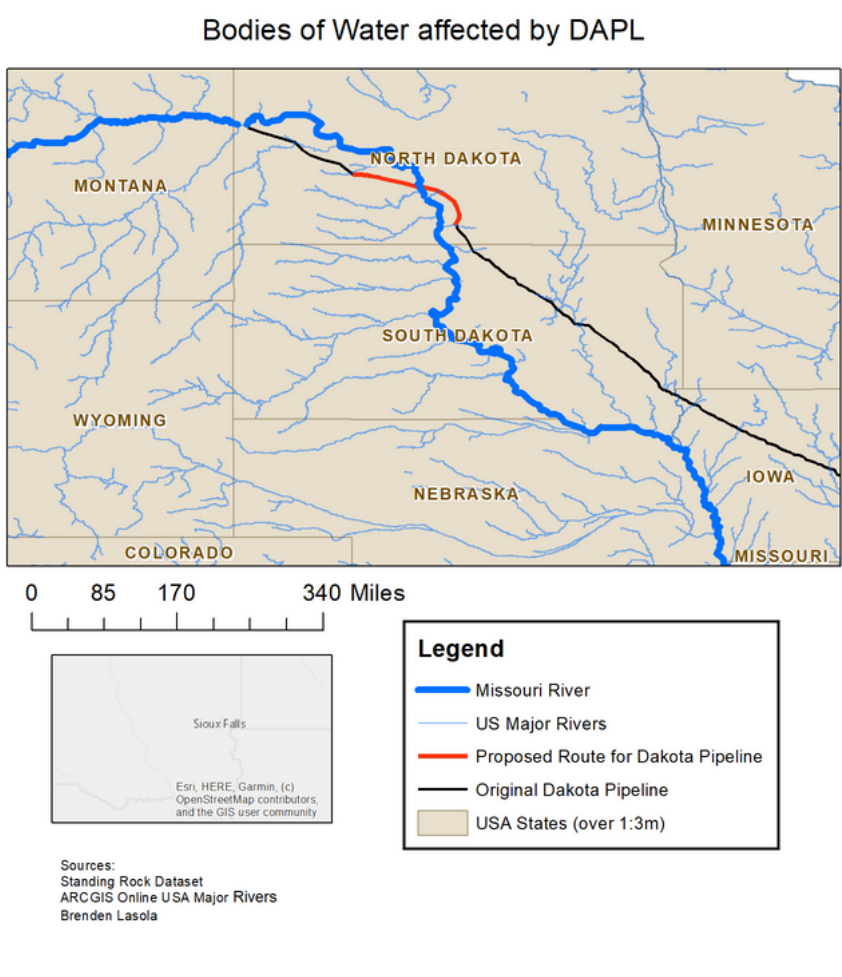 Bodies of Water affected by DAPL
NORTH DAKOTA
MONTANA
MINNESOTA
SOUTH DAKOTA
WYOMING
IOWA
NEBRASKA
COLORADO
MISSOURI
0 85 170 340 Miles
Legend
Missouri River
US Major Rivers
Proposed Route for Dakota Pipeline
Original Dakota Pipeline
USA States (over 1:3m)
Sioux Falls
Esri, HERE, Garmin, (c)
OpenStreetMap contributors,
and the GIS user community
Sources:
Standing Rock Dataset
ARCGIS Online USA Major Rivers
Brenden Lasola